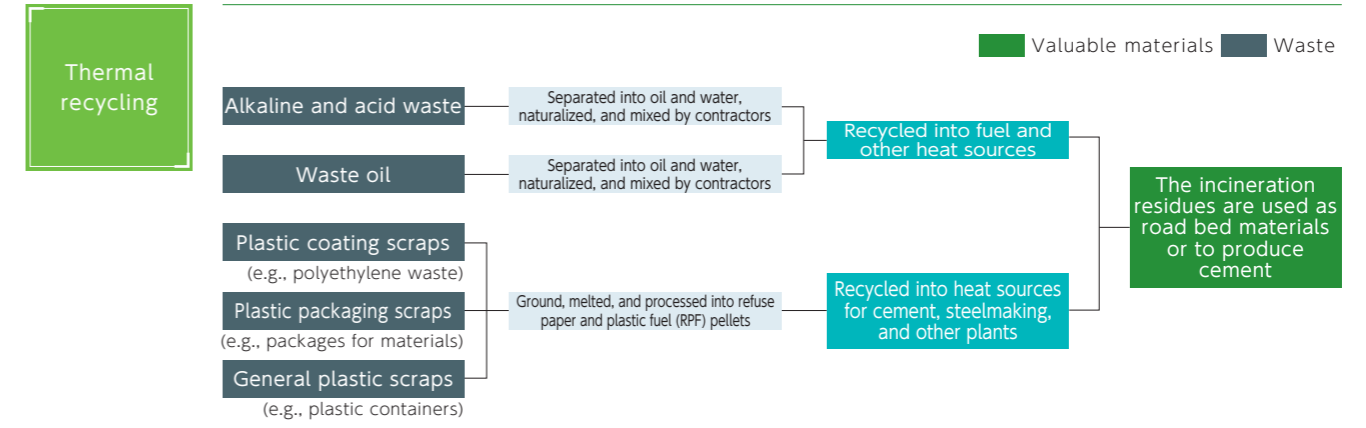 Thermal
recycling
Valuable materials
Waste
Alkaline and acid waste
Separated into oil and water,
naturalized, and mixed by contractors
Waste oil
Separated into oil and water,
naturalized, and mixed by contractors
Recycled into fuel and
other heat sources
Plastic coating scraps
(e.g., polyethylene waste)
Plastic packaging scraps
(e.g., packages for materials)
General plastic scraps
(e.g., plastic containers)
Ground, melted, and processed into refuse
paper and plastic fuel (RPF) pellets
Recycled into heat sources
for cement, steelmaking,
and other plants
The incineration
residues are used as
road bed materials
or to produce
cement